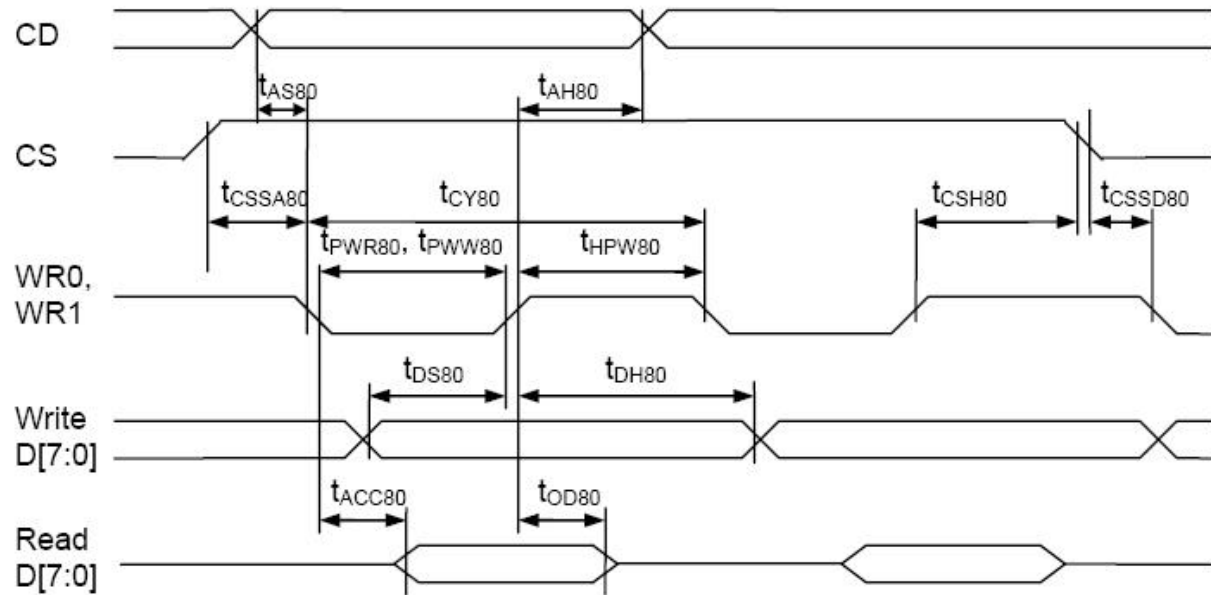 CD
tAS80
tAH80
CS
tCSSA80
tCY80
tCSH80
tCSSD80
tPWR80, tPWW80
tHPW80
WR0,
WR1
tDS80
tDH80
Write
D[7:0]
tACC80
tOD80
Read
D[7:0]